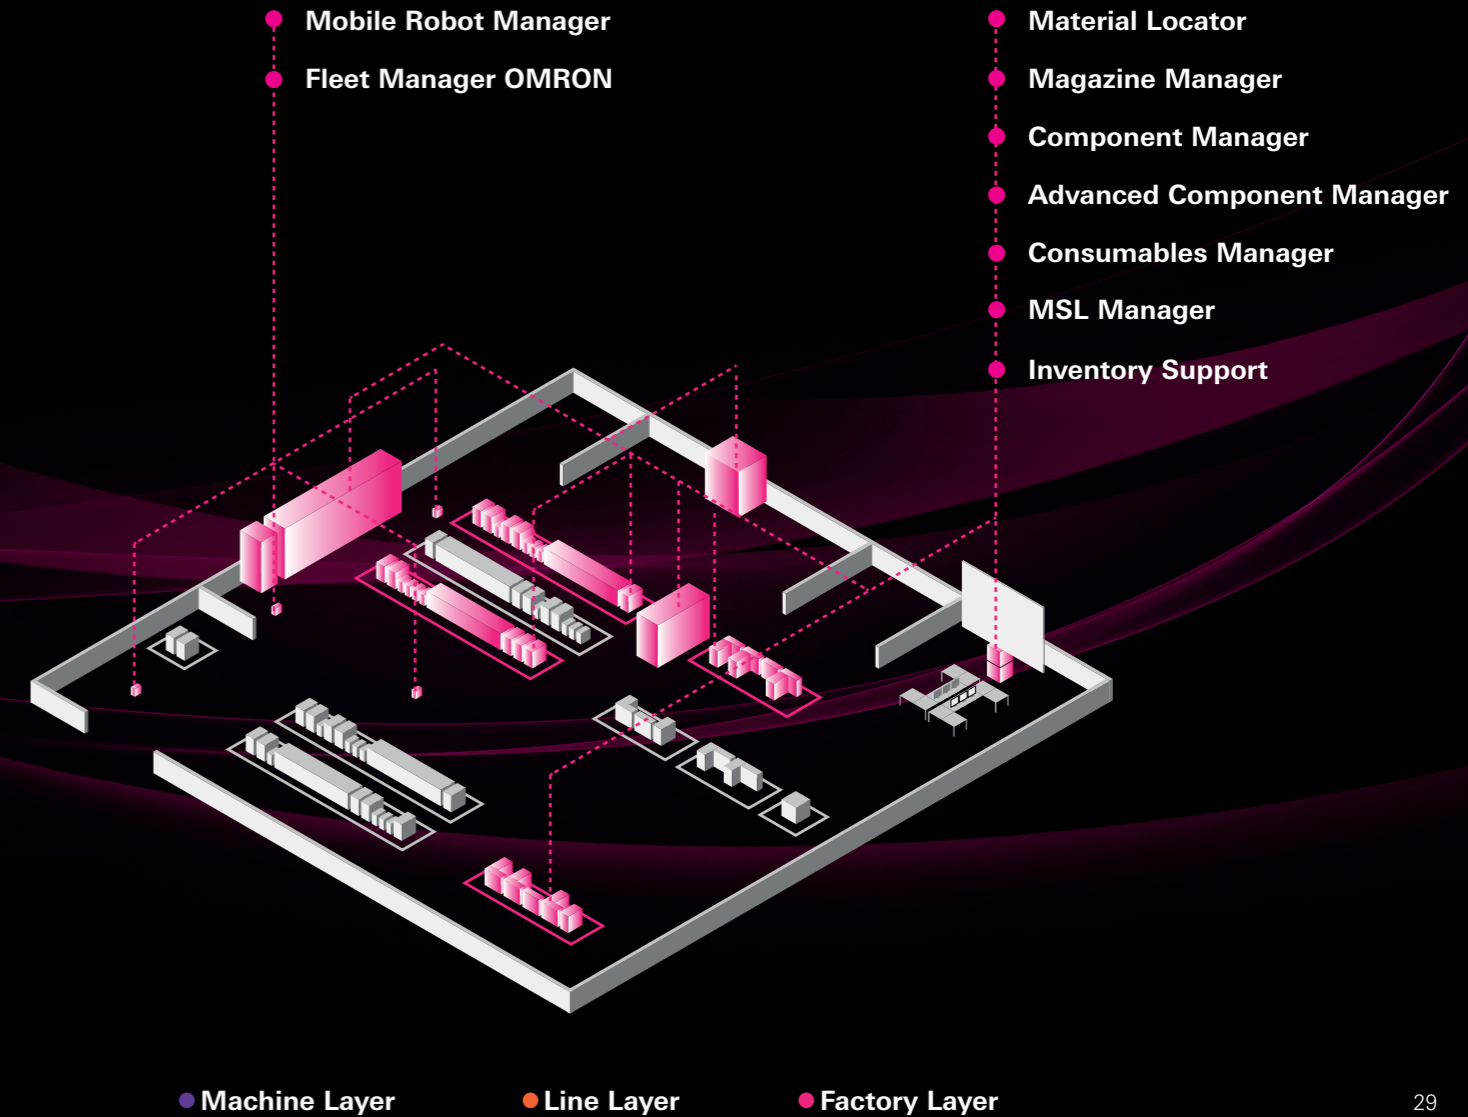 Mobile Robot Manager
Fleet Manager OMRON
Material Locator
Magazine Manager
Component Manager
Advanced Component Manager
Consumables Manager
MSL Manager
Inventory Support
Machine Layer
Line Layer
Factory Layer
29